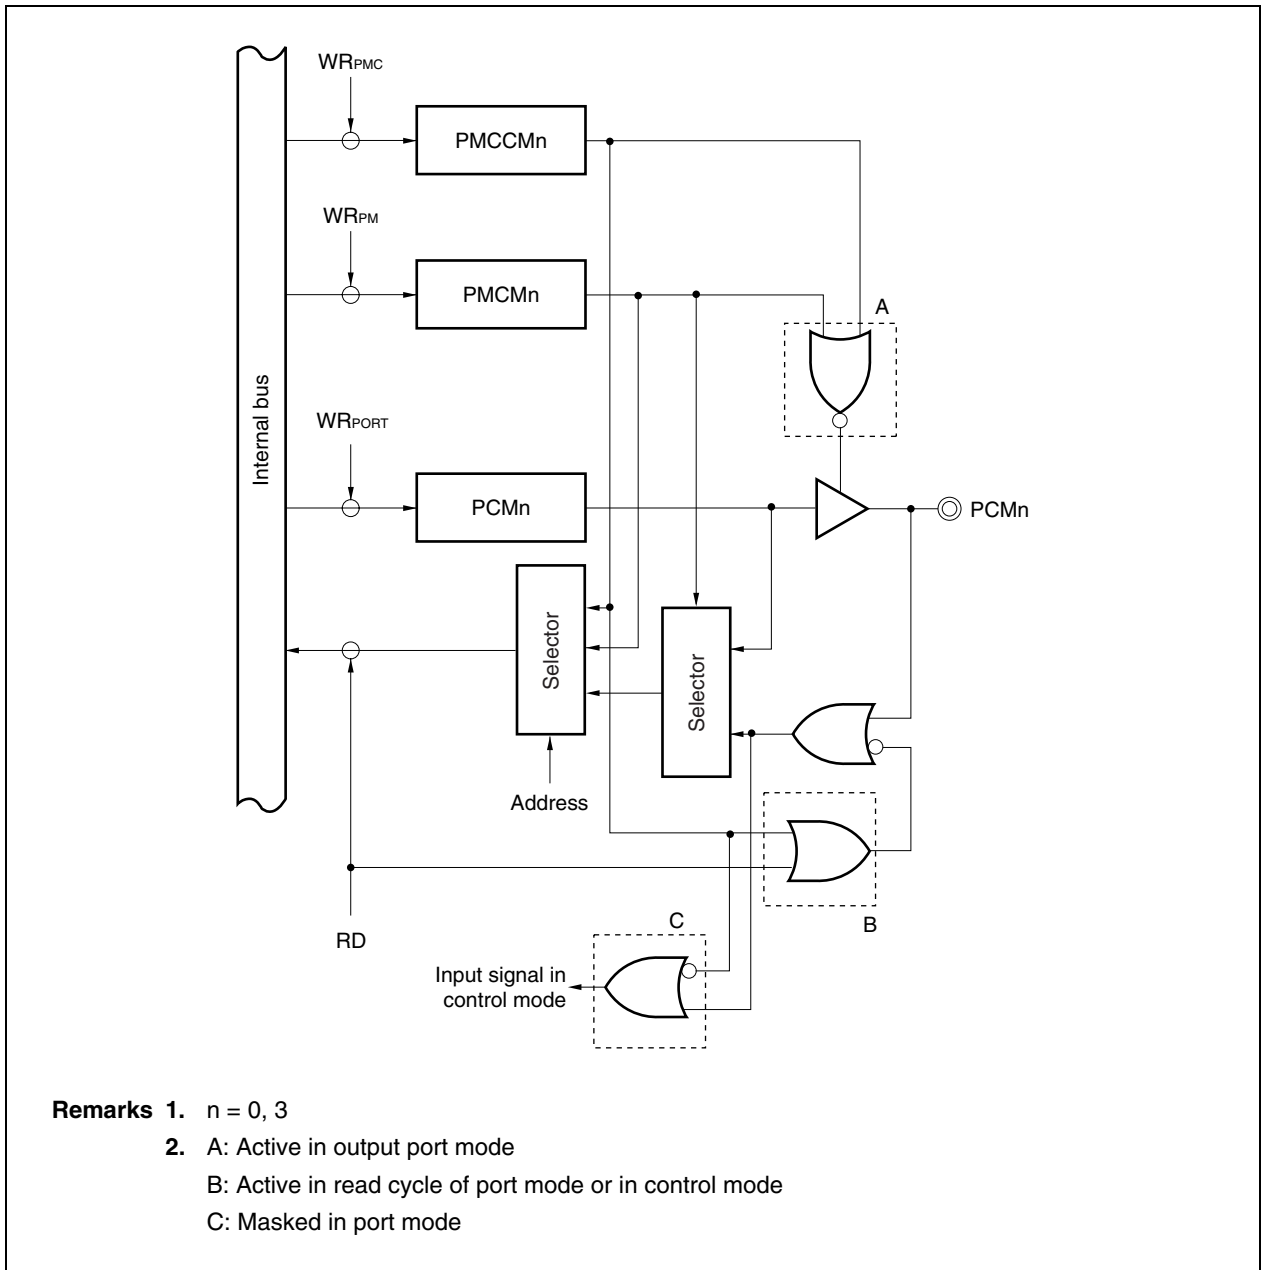 WRPMC
PMCCMn
WRPM
PMCMn
A
Internal bus
WRPORT
PCMn
PCMn
Selector
Selector
Address
B
C
RD
Input signal in
control mode
Remarks 1. n = 0, 3
2. A: Active in output port mode
B: Active in read cycle of port mode or in control mode
C: Masked in port mode